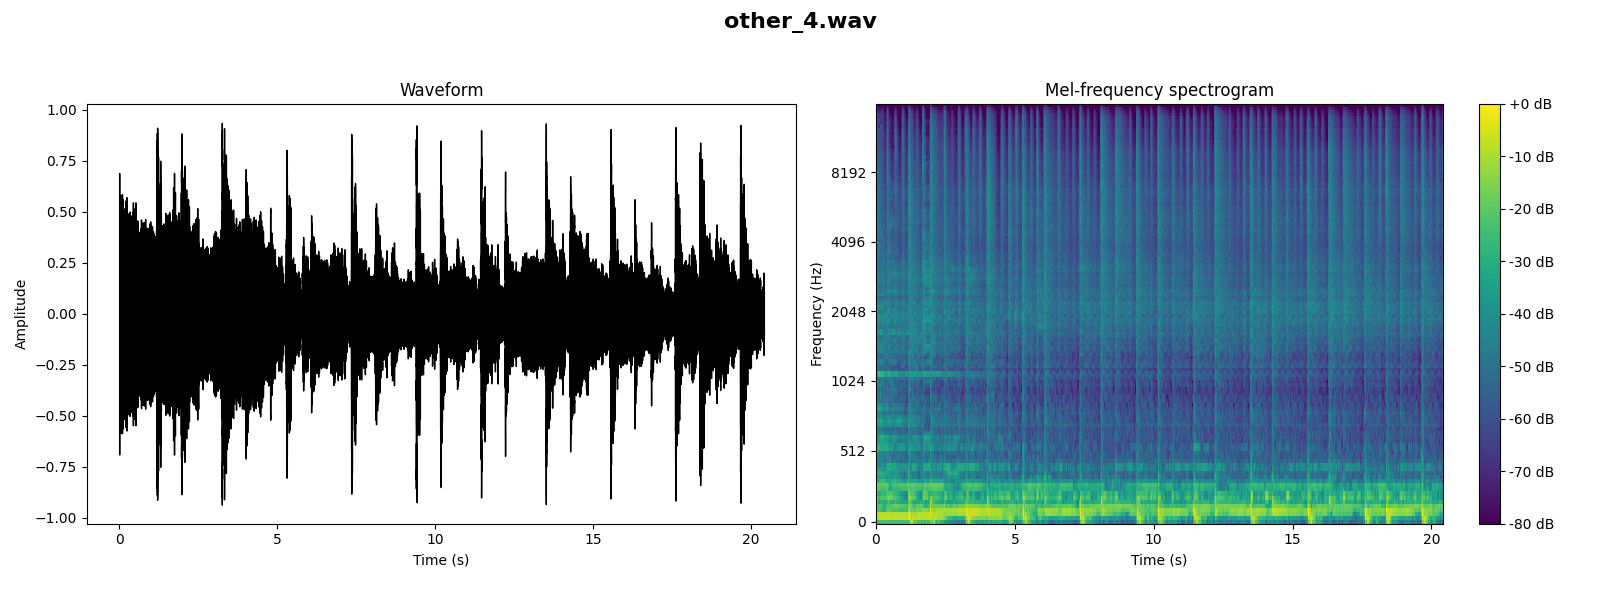 other_4.wav
Waveform
1.00
0.75
0.50
0.25
0.00
−0.25
−0.50
−0.75
−1.00
Amplitude
0
5
10
15
20
Time (s)
Mel-frequency spectrogram
8192
4096
2048
1024
512
0
Frequency (Hz)
0
5
10
15
20
Time (s)
+0 dB
-10 dB
-20 dB
-30 dB
-40 dB
-50 dB
-60 dB
-70 dB
-80 dB